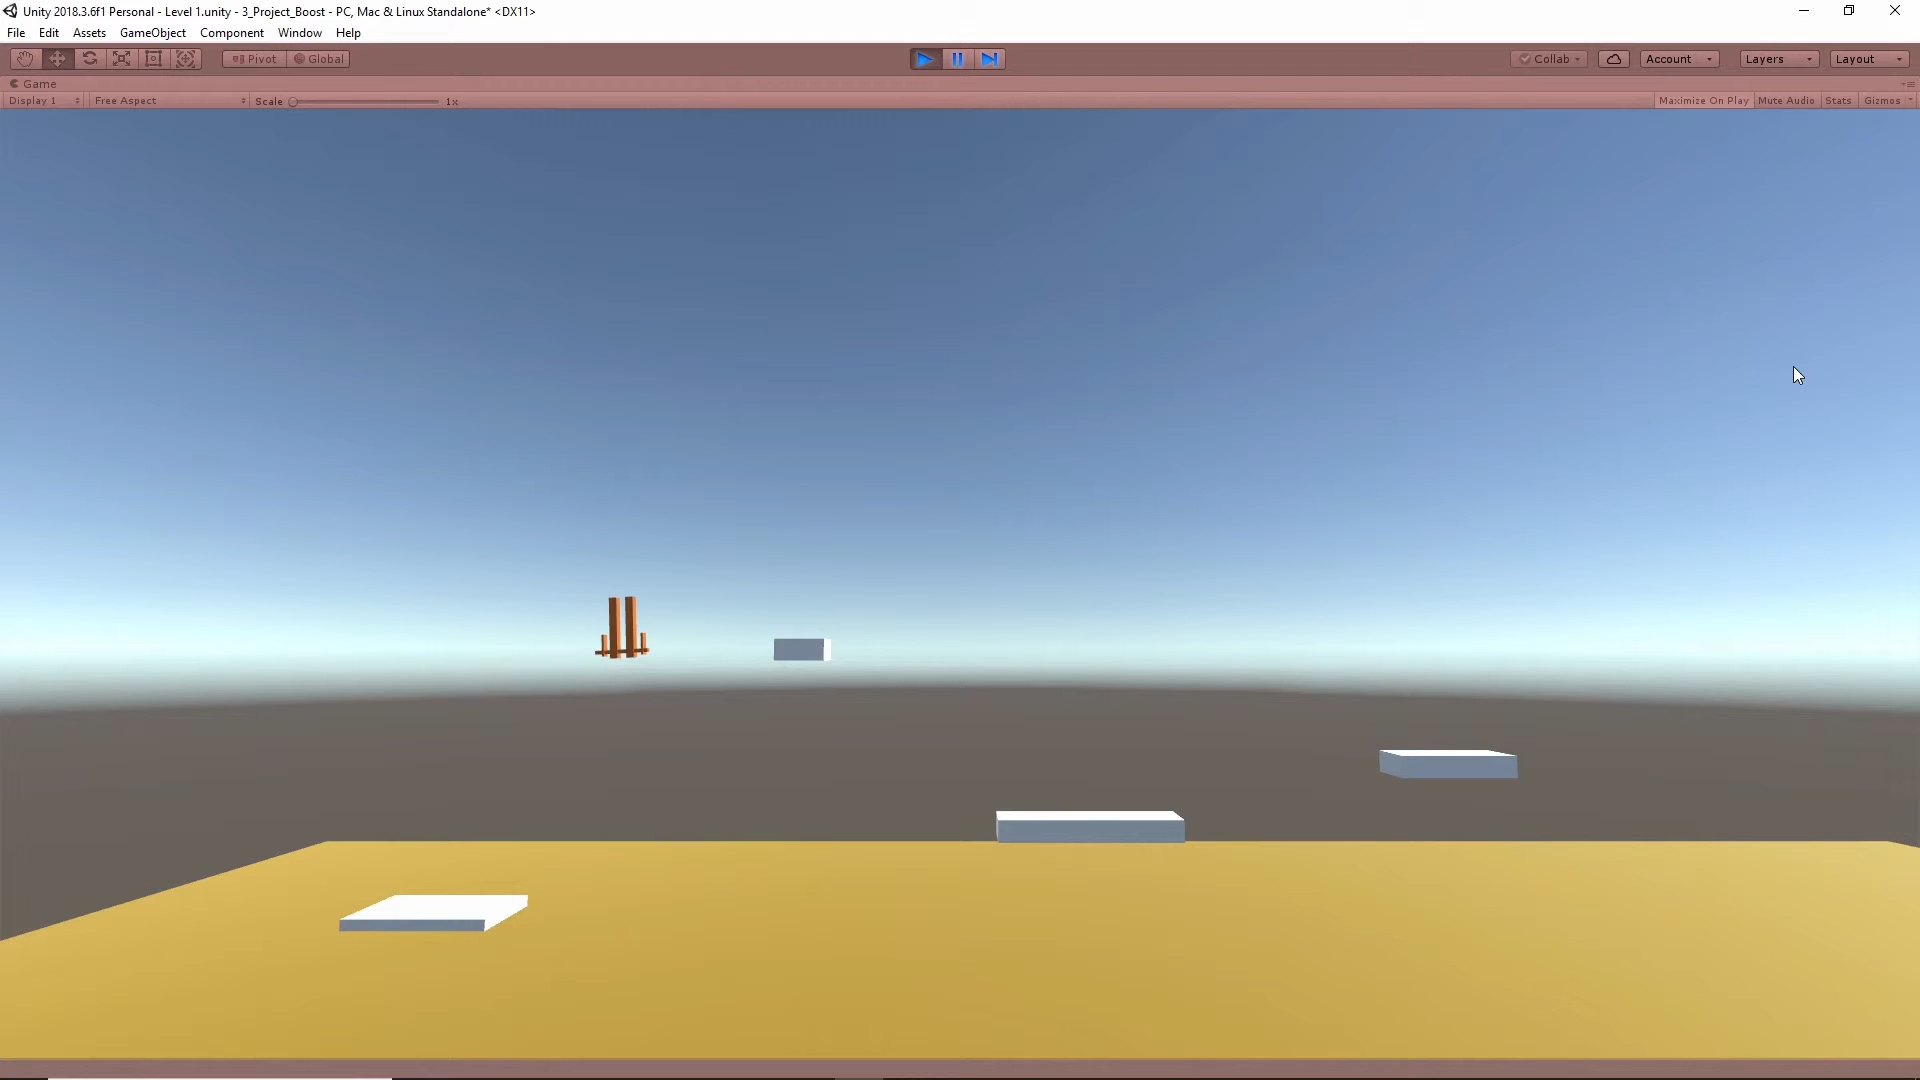 Unity 2018.3.6f1 Personal - Level 1.unity - 3_Project_Boost - PC, Mac & Linux Standalone* <DX11>
File Edit Assets GameObject Component Window Help
Pivot Global Collab Account Layers Layout
Game
Display 1 Free Aspect Scale 1x Maximize On Play Mute Audio Stats Gizmos